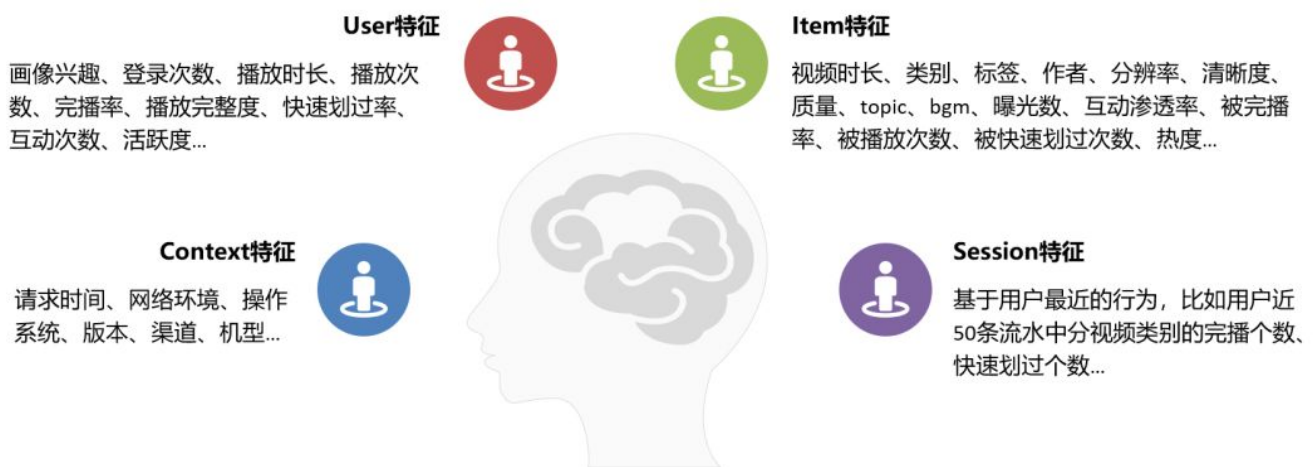 User特征
画像兴趣、登录次数、播放时长、播放次
数、完播率、播放完整度、快速划过率、
互动次数、活跃度...
Item特征
视频时长、类别、标签、作者、分辨率、清晰度、
质量、topic、bgm、曝光数、互动渗透率、被完播
率、被播放次数、被快速划过次数、热度...
Context特征
请求时间、网络环境、操作
系统、版本、渠道、机型...
Session特征
基于用户最近的行为，比如用户近
50条流水中分视频类别的完播个数、
快速划过个数...